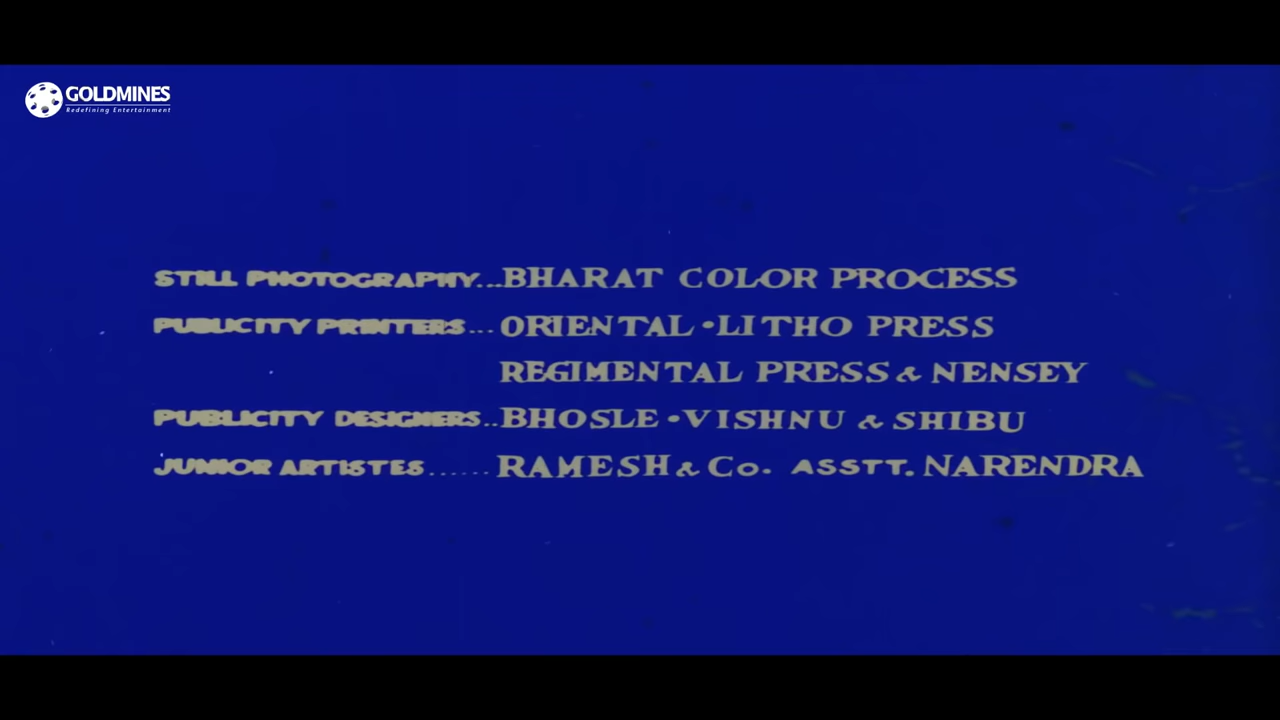 GOLDMINES
Redefining Entertainment
STILL PHOTOGRAPHY...BHARAT COLOR PROCESS
PUBLICITY PRINTERS...ORIENTAL•LITHO PRESS
REGIMENTAL PRESS & NENSEY
PUBLICITY DESIGNERS..BHOSLE•VISHNU & SHIBU
JUNIOR ARTISTES......RAMESH & Co. ASSTT. NARENDRA